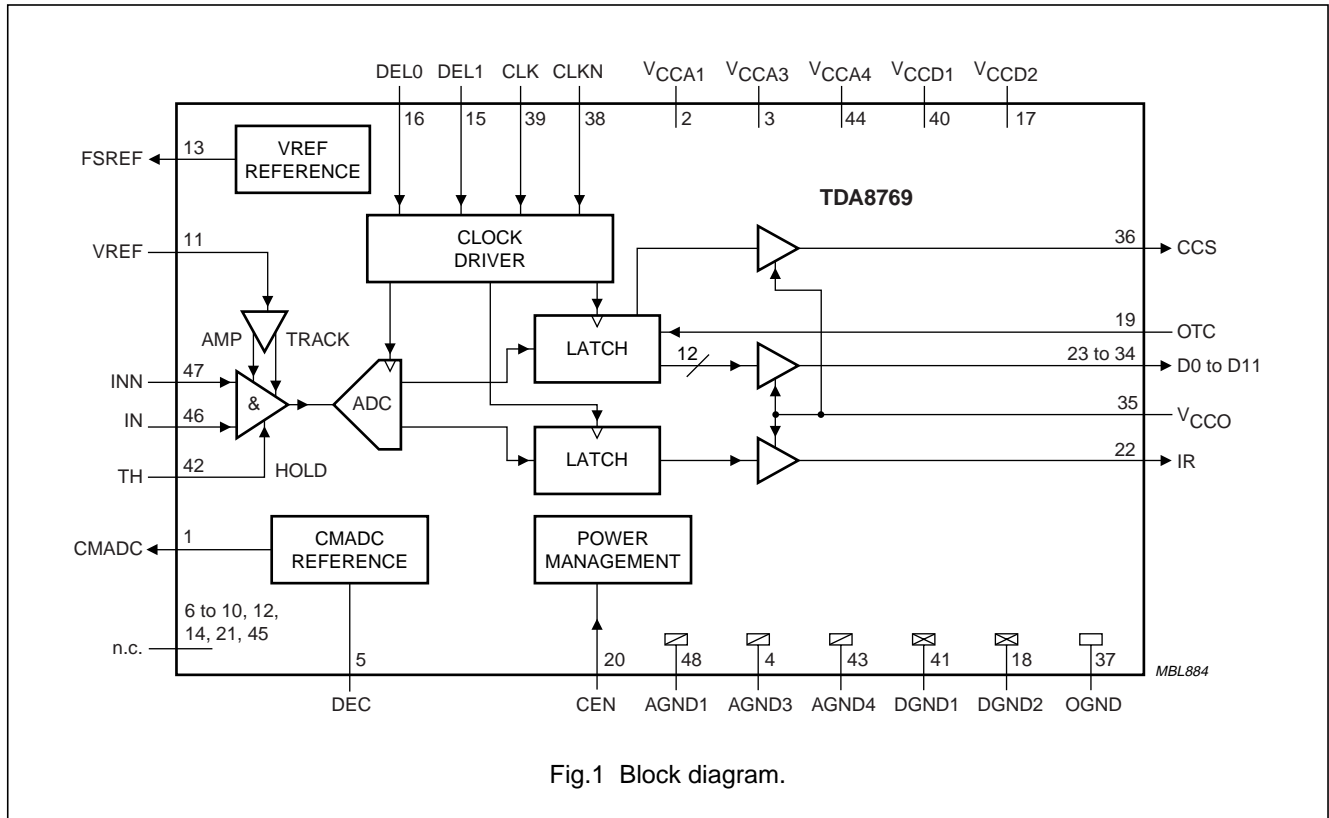 DEL0 DEL1 CLK CLKN VCCA1 VCCA3 VCCA4 VCCD1 VCCD2
16 15 39 38 2 3 44 40 17
FSREF 13 VREF
REFERENCE
TDA8769
VREF 11
CLOCK
DRIVER
36 CCS
AMP TRACK
19 OTC
LATCH
12
23 to 34 D0 to D11
INN 47
& ADC
IN 46
35 VCCO
TH 42 HOLD
LATCH
22 IR
CMADC 1
CMADC
REFERENCE
POWER
MANAGEMENT
6 to 10, 12,
14, 21, 45
n.c.
5 20 48 4 43 41 18 37
MBL884
DEC CEN AGND1 AGND3 AGND4 DGND1 DGND2 OGND
Fig.1 Block diagram.